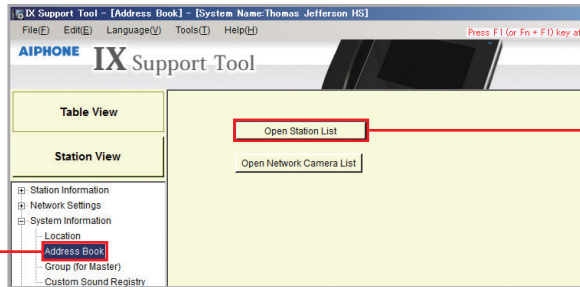 IX Support Tool - [Address Book] - [System Name:Thomas Jefferson HS]
File(F) Edit(E) Language(V) Tools(T) Help(H)
Press F1 (or Fn + F1) key af
AIPHONE IX Support Tool
Table View
Station View
Open Station List
Open Network Camera List
Station Information
Network Settings
System Information
Location
Address Book
Group (for Master)
Custom Sound Registry